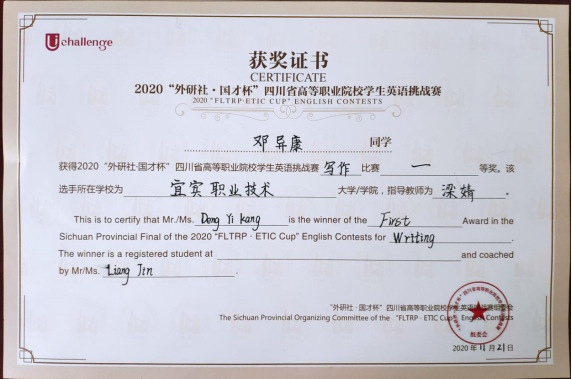 Uchallenge
获奖证书
CERTIFICATE
2020“外研社·国才杯”四川省高等职业院校学生英语挑战赛
2020 “FLTRP·ETIC CUP” ENGLISH CONTESTS
邓异康 同学
获得2020“外研社·国才杯”四川省高等职业院校学生英语挑战赛 写作 比赛 一 等奖。该
选手所在学校为 宜宾职业技术 大学/学院，指导教师为 梁婧 。
This is to certify that Mr./Ms. Deng Yi kang is the winner of the First Award in the
Sichuan Provincial Final of the 2020 “FLTRP · ETIC Cup” English Contests for Writing .
The winner is a registered student at and coached
by Mr/Ms. Liang Jin .
“外研社·国才杯”四川省高等职业院校学生英语挑战赛组委会
The Sichuan Provincial Organizing Committee of the “FLTRP · ETIC Cup” English Contests
组委会
2020 年 11 月 21 日